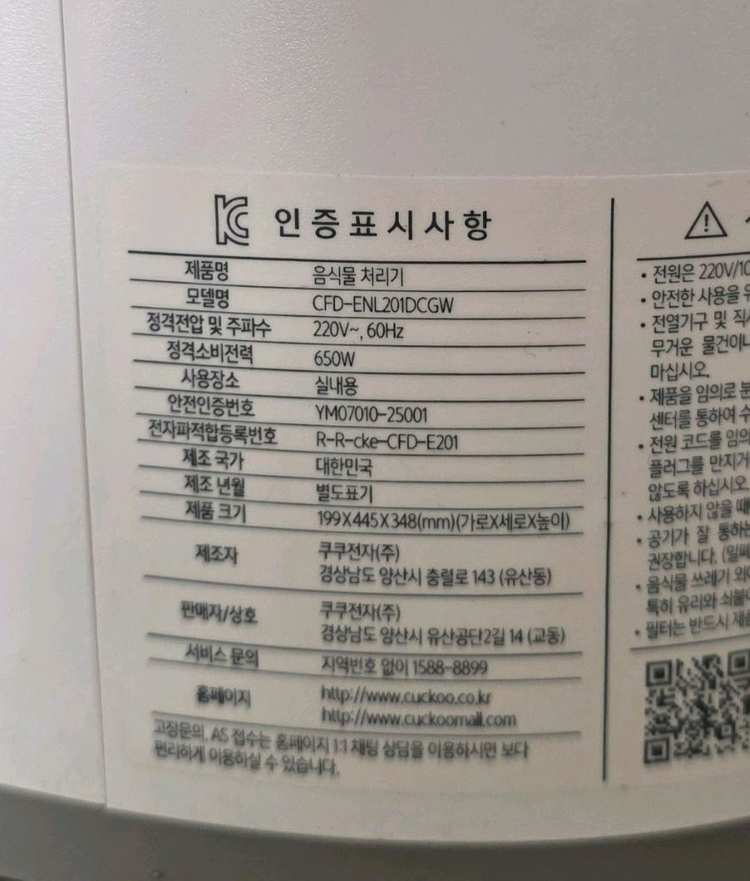 KC 인증표시사항
제품명 음식물 처리기
모델명 CFD-ENL201DCGW
정격전압 및 주파수 220V~, 60Hz
정격소비전력 650W
사용장소 실내용
안전인증번호 YM07010-25001
전자파적합등록번호 R-R-cke-CFD-E201
제조 국가 대한민국
제조 년월 별도표기
제품 크기 199X445X348(mm)(가로X세로X높이)
제조자 쿠쿠전자(주)
경상남도 양산시 충렬로 143 (유산동)
판매자/상호 쿠쿠전자(주)
경상남도 양산시 유산공단2길 14 (교동)
서비스 문의 지역번호 없이 1588-8899
홈페이지 http://www.cuckoo.co.kr
http://www.cuckoomall.com
고장문의, AS 접수는 홈페이지 1:1 채팅 상담을 이용하시면 보다
편리하게 이용하실 수 있습니다.
• 전원은 220V/10
• 안전한 사용을
• 전열기구 및
무거운 물건이나
마십시오.
• 제품을 임의로
센터를 통하여
• 전원 코드를 임의
플러그를 만지거
않도록 하십시오.
• 사용하지 않을 때
• 공기가 잘 통하는
권장합니다.
• 음식물 쓰레기
특히 유리와
• 필터는 반드시